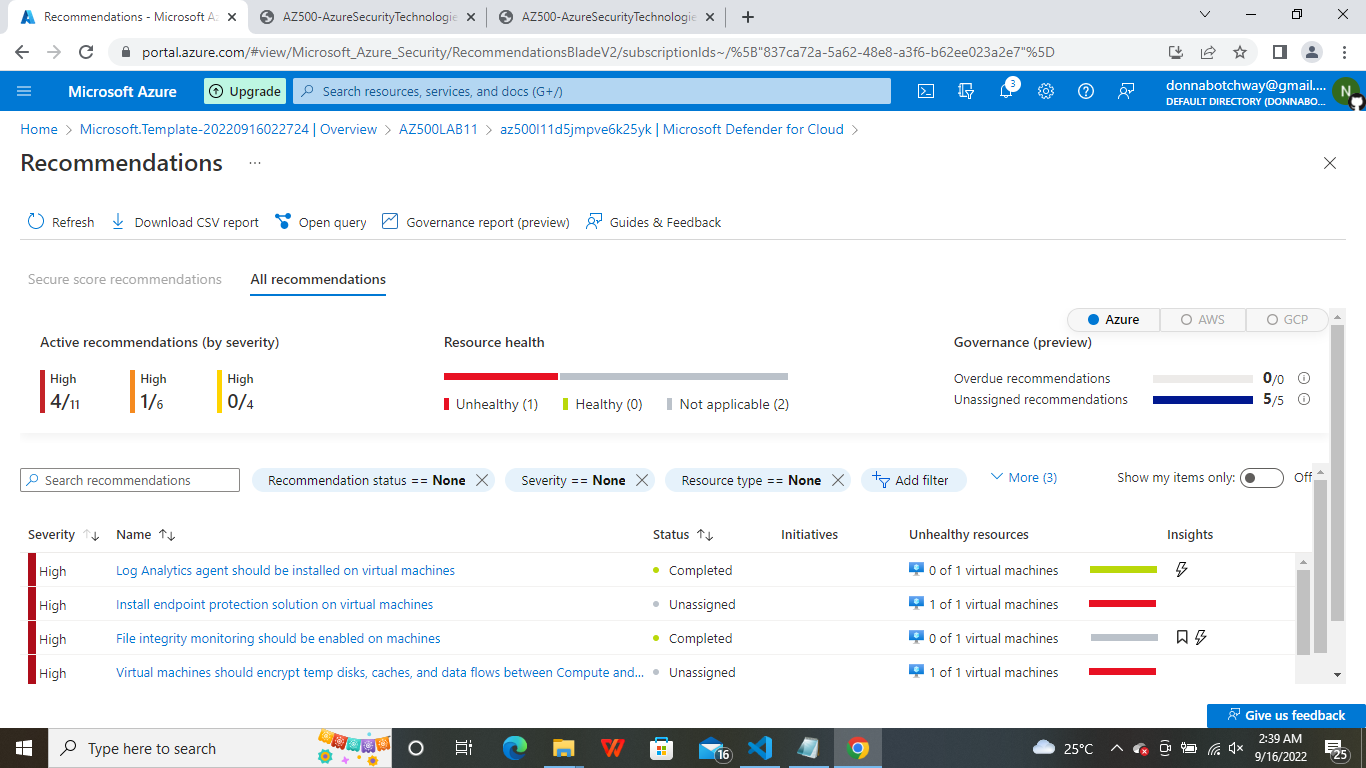 Recommendations - Microsoft A
AZ500-AzureSecurityTechnologie
AZ500-AzureSecurityTechnologie
portal.azure.com/#view/Microsoft_Azure_Security/RecommendationsBladeV2/subscriptionIds~/%5B"837ca72a-5a62-48e8-a3f6-b62ee023a2e7"%5D
Microsoft Azure
Upgrade
Search resources, services, and docs (G+/)
3
donnabotchway@gmail....
DEFAULT DIRECTORY (DONNABO...
N
Home > Microsoft.Template-20220916022724 | Overview > AZ500LAB11 > az500l11d5jmpve6k25yk | Microsoft Defender for Cloud >
Recommendations ...
Refresh Download CSV report Open query Governance report (preview) Guides & Feedback
Secure score recommendations All recommendations
Azure AWS GCP
Active recommendations (by severity) Resource health Governance (preview)
High High High
4/11 1/6 0/4
Unhealthy (1) Healthy (0) Not applicable (2)
Overdue recommendations 0/0
Unassigned recommendations 5/5
Search recommendations
Recommendation status == None
Severity == None
Resource type == None
Add filter
More (3)
Show my items only: Off
Severity Name Status Initiatives Unhealthy resources Insights
High Log Analytics agent should be installed on virtual machines Completed 0 of 1 virtual machines
High Install endpoint protection solution on virtual machines Unassigned 1 of 1 virtual machines
High File integrity monitoring should be enabled on machines Completed 0 of 1 virtual machines
High Virtual machines should encrypt temp disks, caches, and data flows between Compute and... Unassigned 1 of 1 virtual machines
Give us feedback
Type here to search
16
25°C
2:39 AM
9/16/2022
25